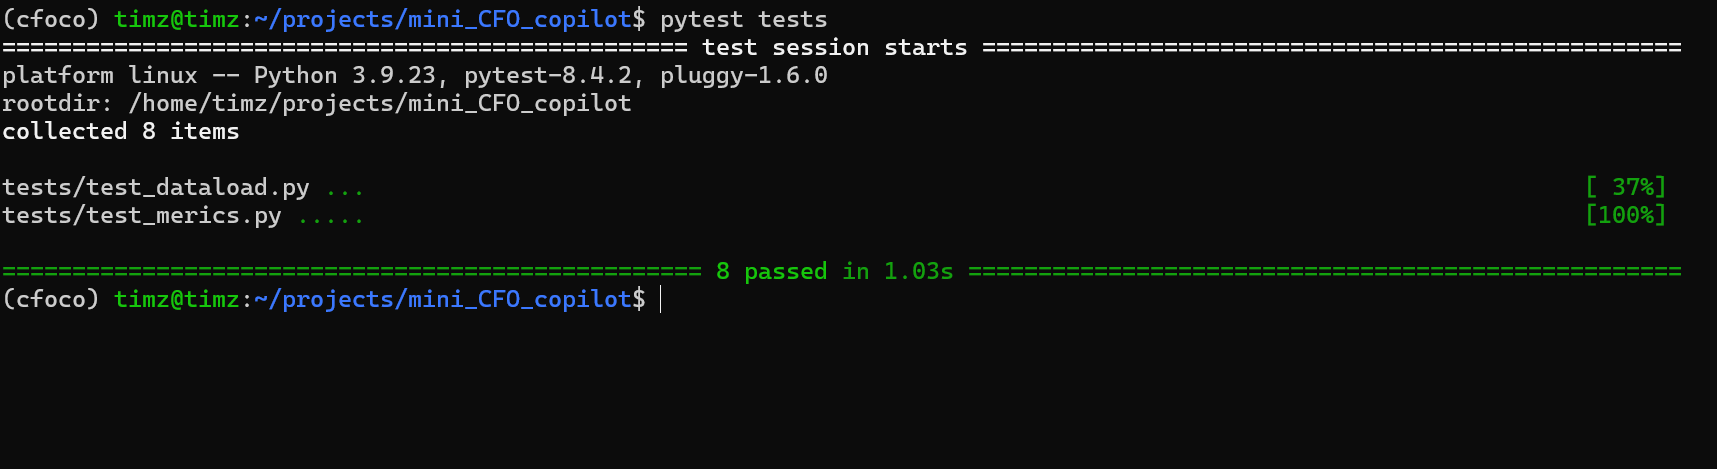 (cfoco) timz@timz:~/projects/mini_CFO_copilot$ pytest tests
================================================= test session starts ==================================================
platform linux -- Python 3.9.23, pytest-8.4.2, pluggy-1.6.0
rootdir: /home/timz/projects/mini_CFO_copilot
collected 8 items
tests/test_dataload.py ... [ 37%]
tests/test_merics.py ..... [100%]
================================================== 8 passed in 1.03s ===================================================
(cfoco) timz@timz:~/projects/mini_CFO_copilot$